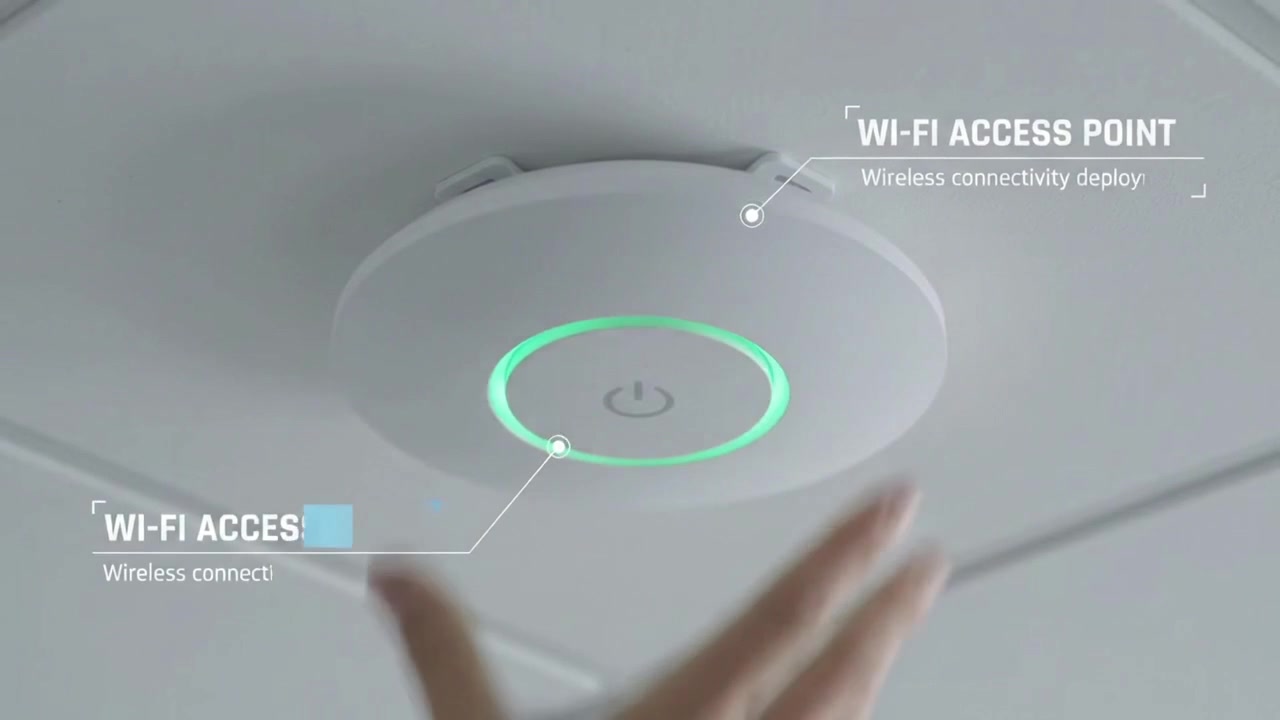 WI-FI ACCESS POINT
Wireless connectivity deploy
WI-FI ACCES
Wireless connecti